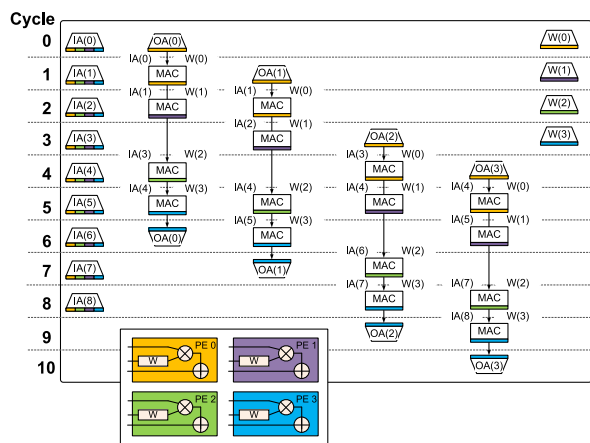 Cycle
0 IA(0) OA(0) W(0)
IA(0) W(0)
1 IA(1) MAC OA(1) W(1)
IA(1) W(1) IA(1) W(0)
2 IA(2) MAC MAC W(2)
IA(2) W(1)
3 IA(3) MAC OA(2) W(3)
IA(3) W(2) IA(3) W(0)
4 IA(4) MAC MAC OA(3)
IA(4) W(3) IA(4) W(2) IA(4) W(1) IA(4) W(0)
5 IA(5) MAC MAC MAC MAC
IA(5) W(3) IA(5) W(1)
6 IA(6) OA(0) MAC MAC
IA(6) W(2)
7 IA(7) OA(1) MAC
IA(7) W(3) IA(7) W(2)
8 IA(8) MAC MAC
IA(8) W(3)
9 OA(2) MAC
10 OA(3)
PE 0 PE 1
W W
PE 2 PE 3
W W